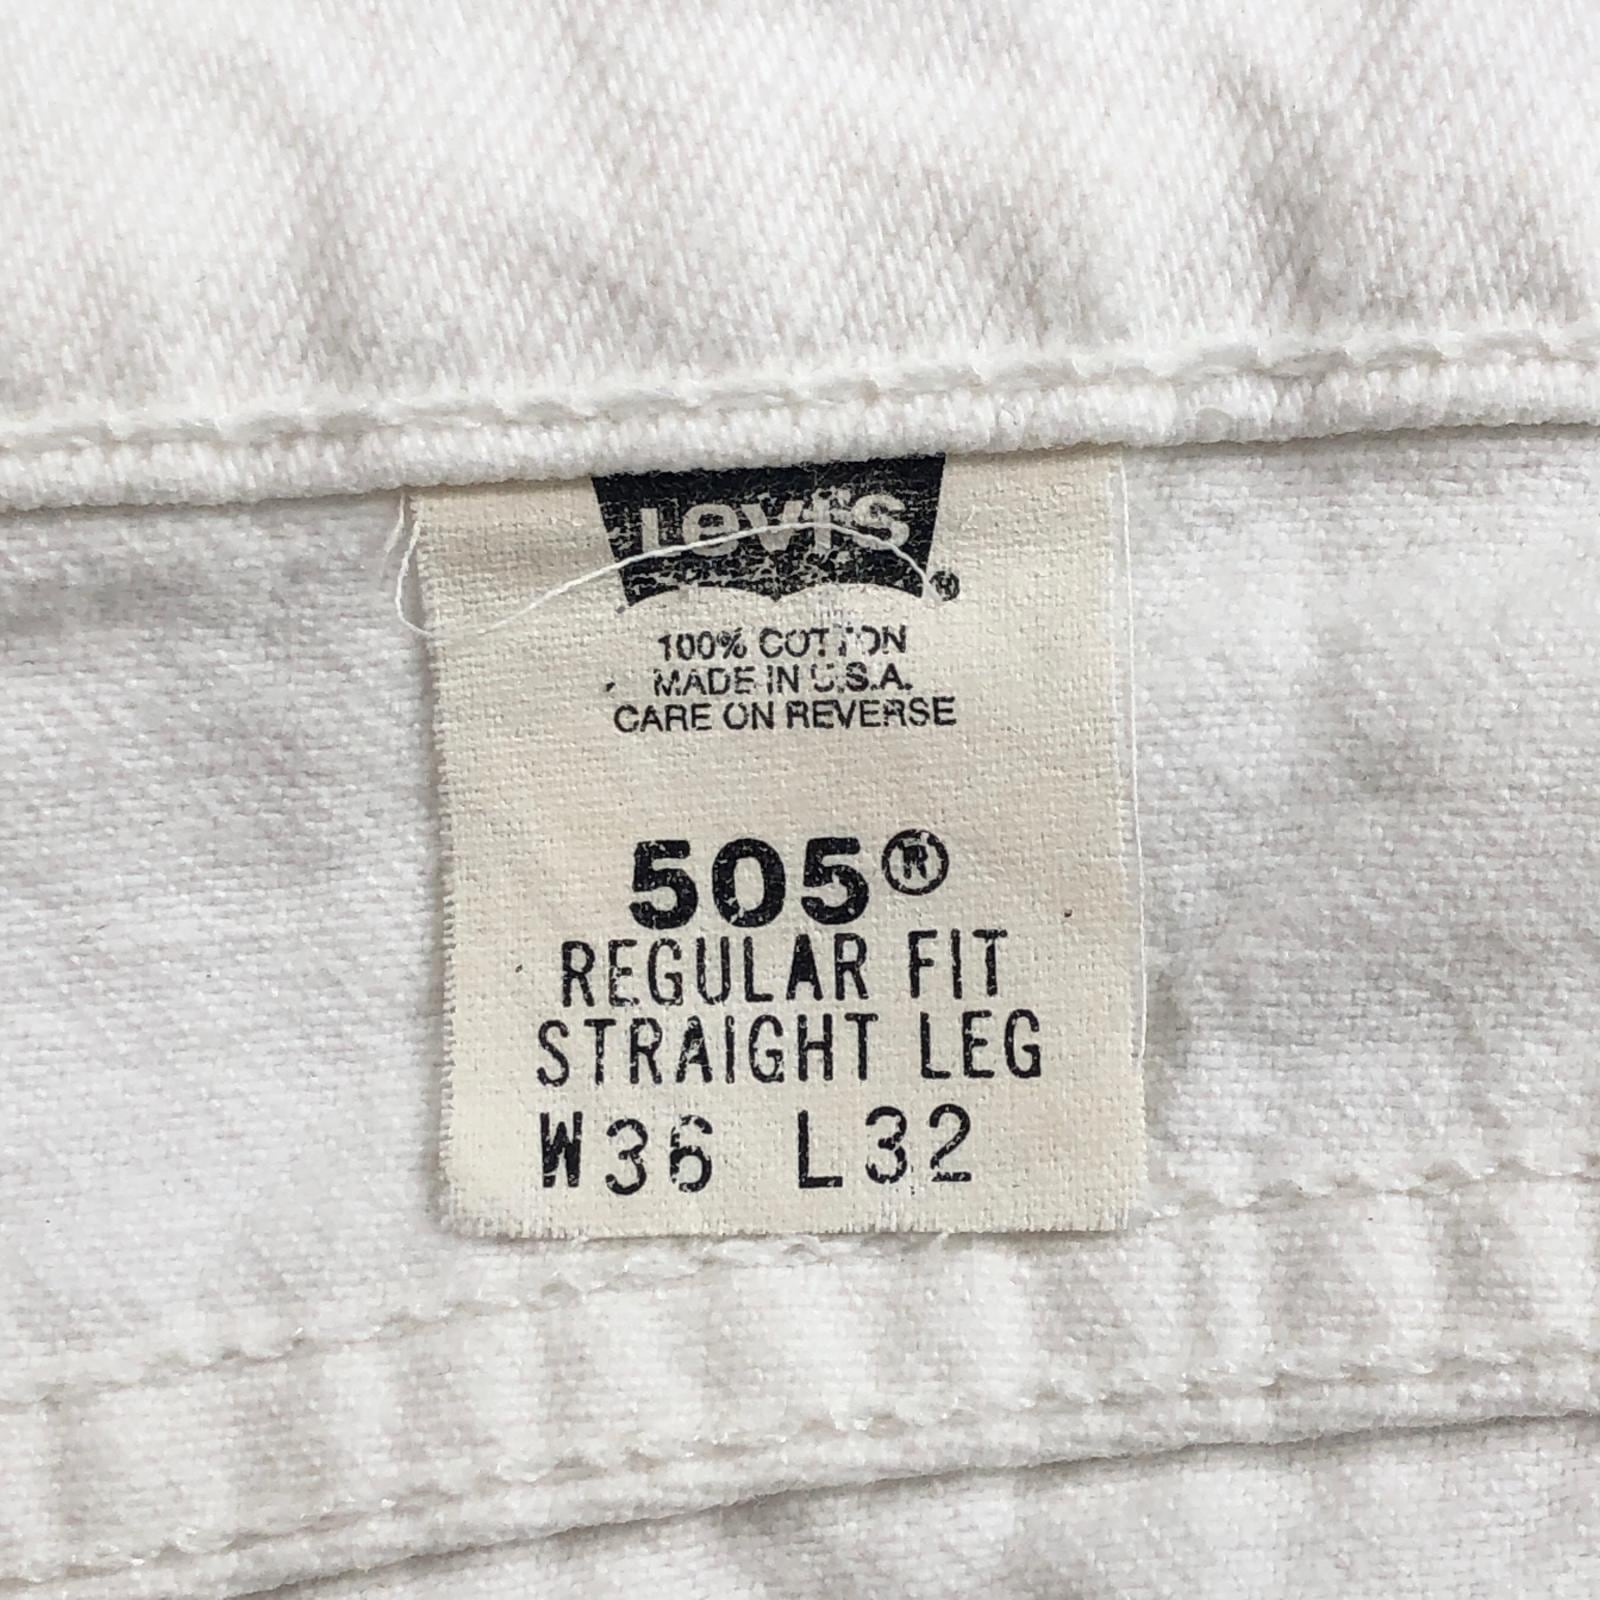 Levi's®
100% COTTON
MADE IN U.S.A.
CARE ON REVERSE
505®
REGULAR FIT
STRAIGHT LEG
W36 L32